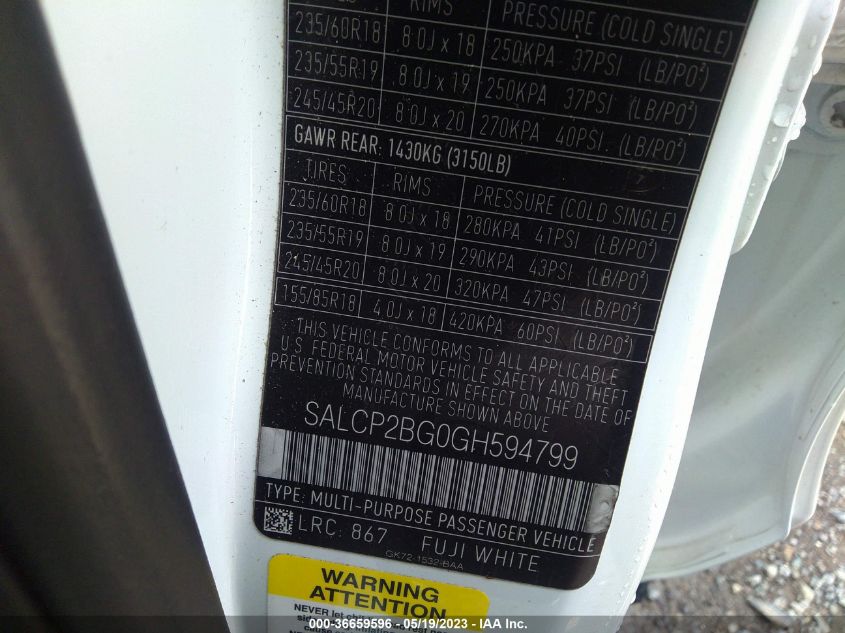 RIMS PRESSURE (COLD SINGLE)
235/60R18 8.0J x 18 250KPA 37PSI (LB/PO²)
235/55R19 8.0J x 19 250KPA 37PSI (LB/PO²)
245/45R20 8.0J x 20 270KPA 40PSI. (LB/PO²)
GAWR REAR: 1430KG (3150LB)
TIRES RIMS PRESSURE (COLD SINGLE)
235/60R18 8.0J x 18 280KPA 41PSI (LB/PO²)
235/55R19 8.0J x 19 290KPA 43PSI (LB/PO²)
245/45R20 8.0J x 20 320KPA 47PSI (LB/PO²)
155/85R18 4.0J x 18 420KPA 60PSI (LB/PO²)
THIS VEHICLE CONFORMS TO ALL APPLICABLE
U.S. FEDERAL MOTOR VEHICLE SAFETY AND THEFT
PREVENTION STANDARDS IN EFFECT ON THE DATE OF
MANUFACTURE SHOWN ABOVE
SALCP2BG0GH594799
TYPE: MULTI-PURPOSE PASSENGER VEHICLE
LRC: 867 FUJI WHITE
GK72-1532-BAA
WARNING
ATTENTION
NEVER let
000-36659596 - 05/19/2023 - IAA Inc.